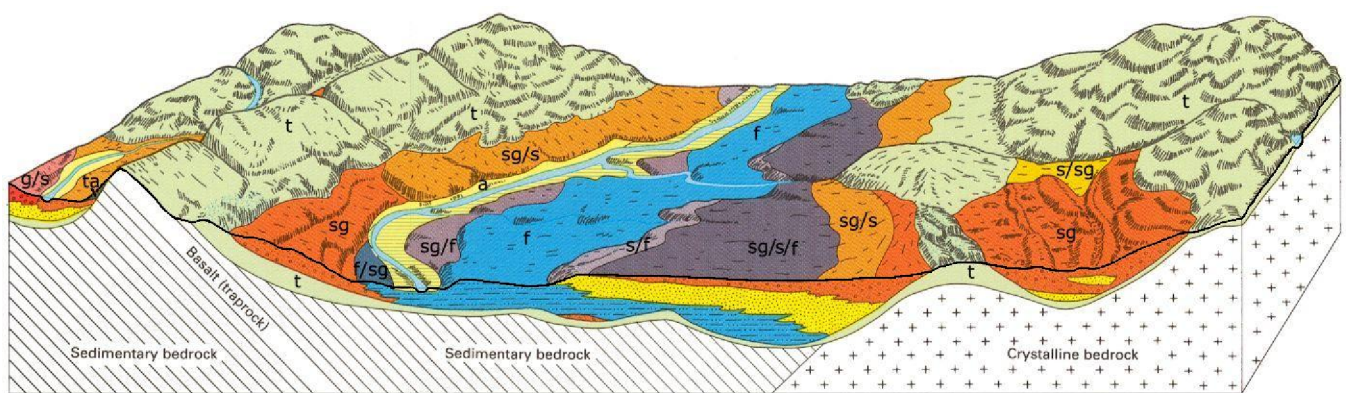 t
t
t
f
g/s
ta
sg/s
s/sg
a
sg
sg/f
f
s/f
sg/s/f
sg/s
sg
f/sg
Basalt (traprock)
t
t
Sedimentary bedrock
Sedimentary bedrock
Crystalline bedrock